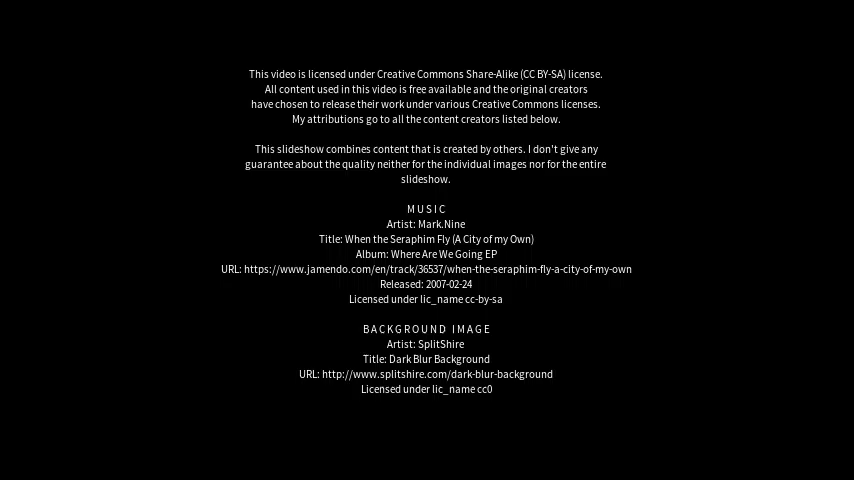 This video is licensed under Creative Commons Share-Alike (CC BY-SA) license.
All content used in this video is free available and the original creators
have chosen to release their work under various Creative Commons licenses.
My attributions go to all the content creators listed below.
This slideshow combines content that is created by others. I don't give any
guarantee about the quality neither for the individual images nor for the entire
slideshow.
MUSIC
Artist: Mark.Nine
Title: When the Seraphim Fly (A City of my Own)
Album: Where Are We Going EP
URL: https://www.jamendo.com/en/track/36537/when-the-seraphim-fly-a-city-of-my-own
Released: 2007-02-24
Licensed under lic_name cc-by-sa
BACKGROUND IMAGE
Artist: SplitShire
Title: Dark Blur Background
URL: http://www.splitshire.com/dark-blur-background
Licensed under lic_name cc0